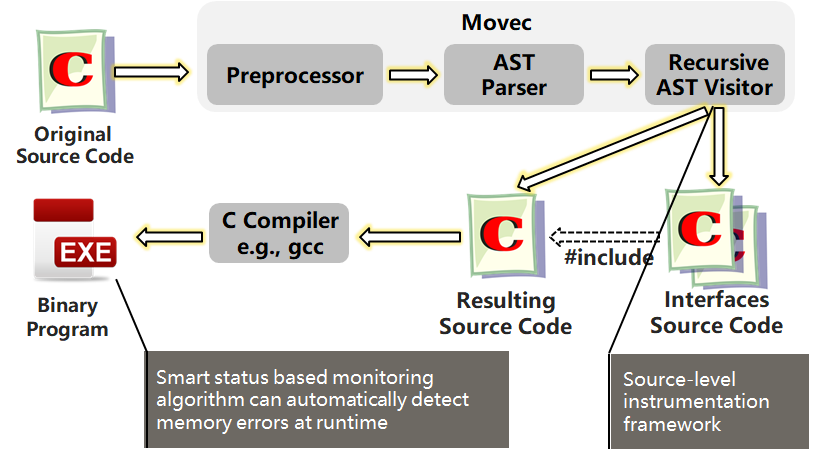 Movec
C
Preprocessor
AST
Parser
Recursive
AST Visitor
Original
Source Code
EXE
C Compiler
e.g., gcc
C
#include
C
C
Binary
Program
Resulting
Source Code
Interfaces
Source Code
Smart status based monitoring
algorithm can automatically detect
memory errors at runtime
Source-level
instrumentation
framework